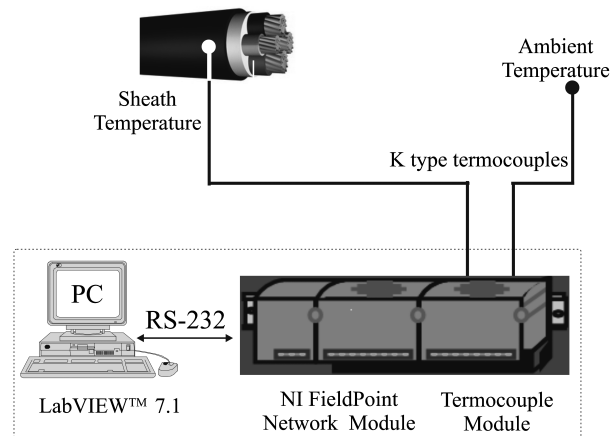 Ambient
Temperature
Sheath
Temperature
K type termocouples
PC
RS-232
LabVIEW™ 7.1
NI FieldPoint
Network Module
Termocouple
Module